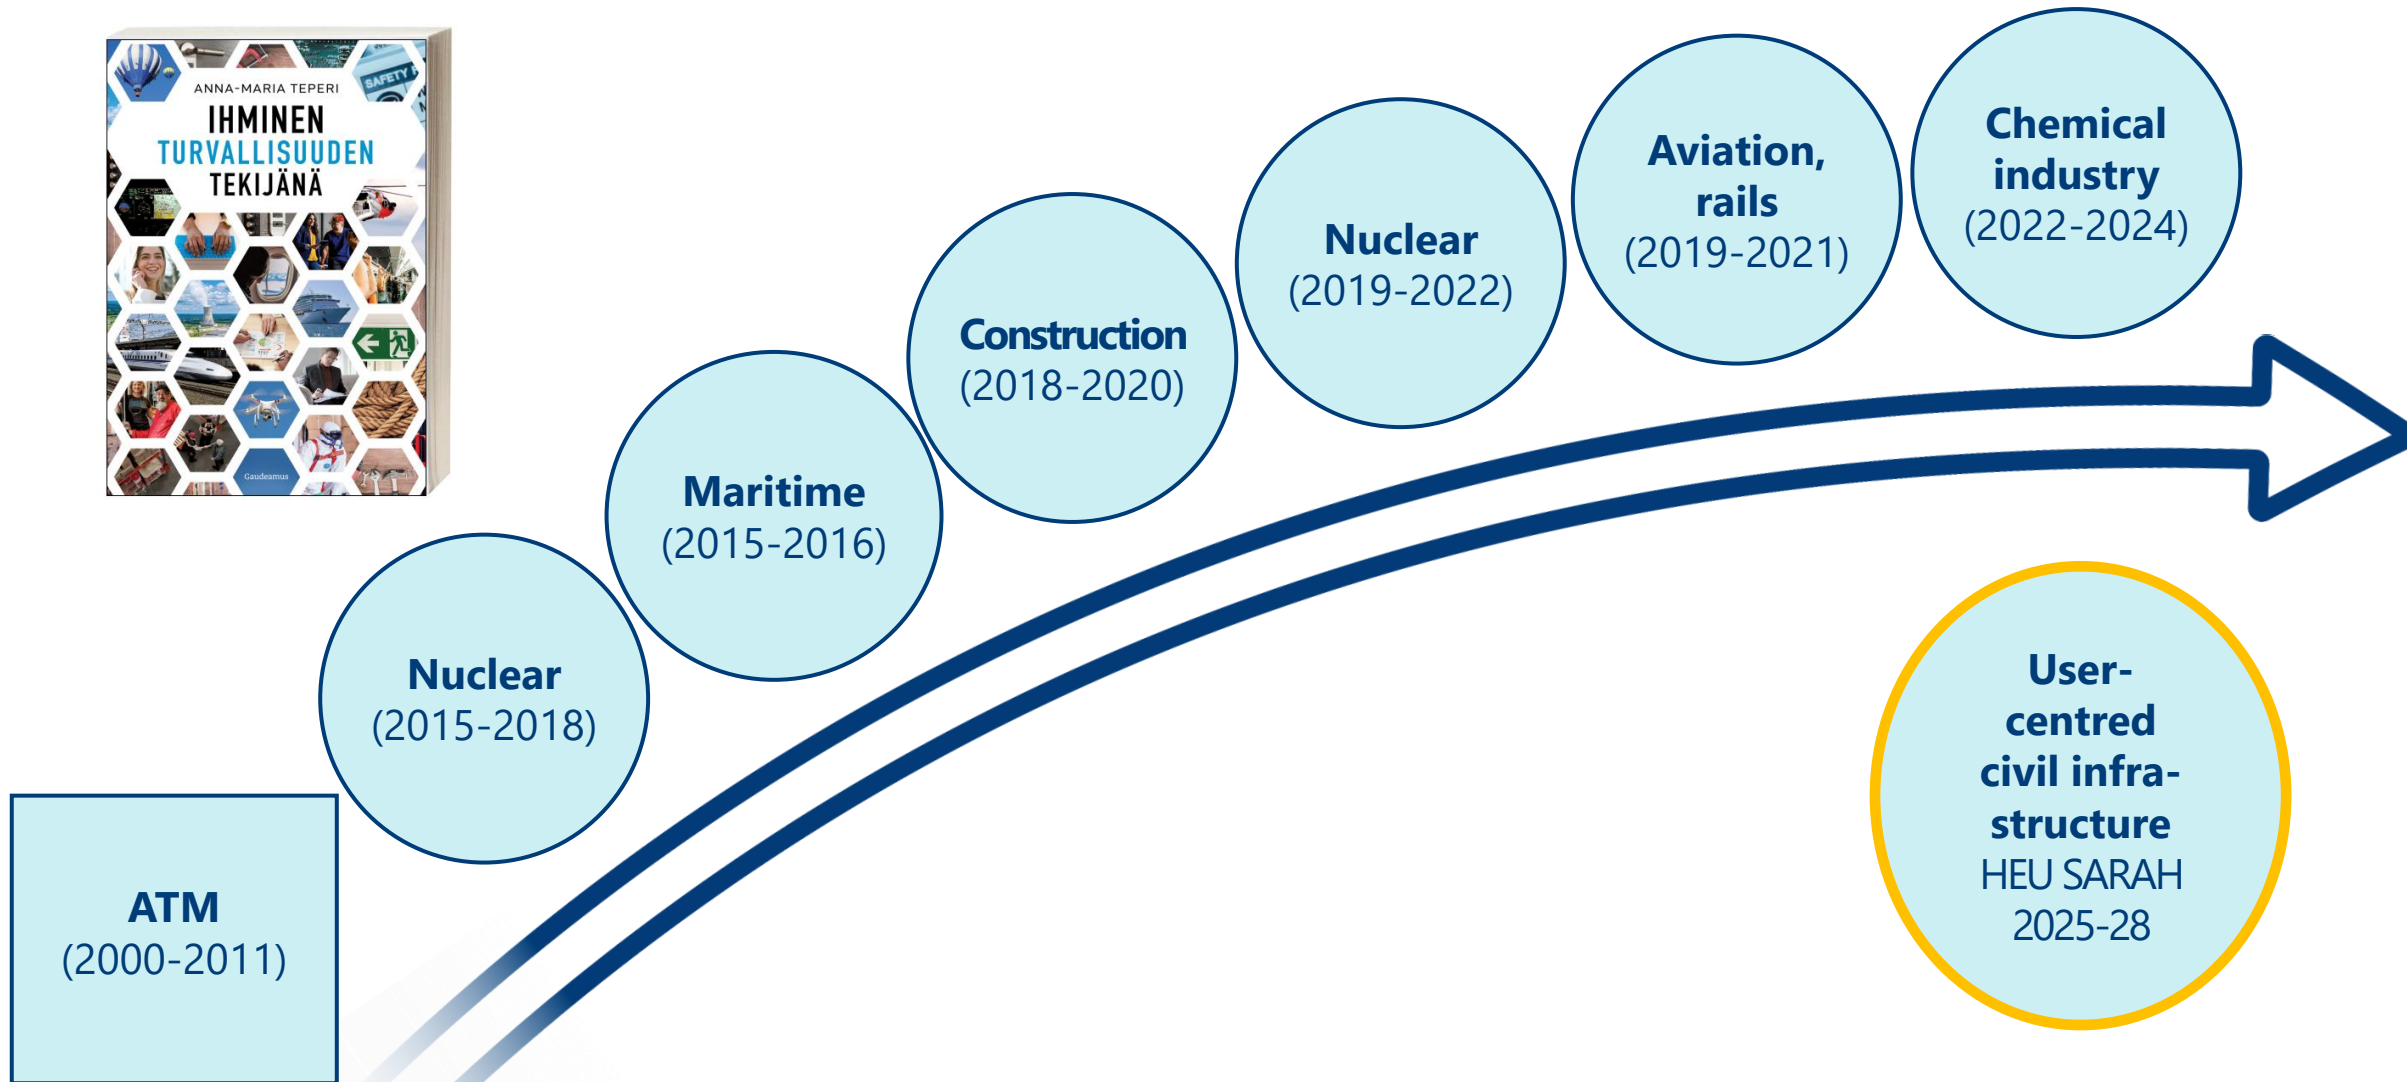 ANNA-MARIA TEPERI
IHMINEN
TURVALLISUUDEN
TEKIJÄNÄ
Gaudeamus
ATM
(2000-2011)
Nuclear
(2015-2018)
Maritime
(2015-2016)
Construction
(2018-2020)
Nuclear
(2019-2022)
Aviation,
rails
(2019-2021)
Chemical
industry
(2022-2024)
User-
centred
civil infra-
structure
HEU SARAH
2025-28